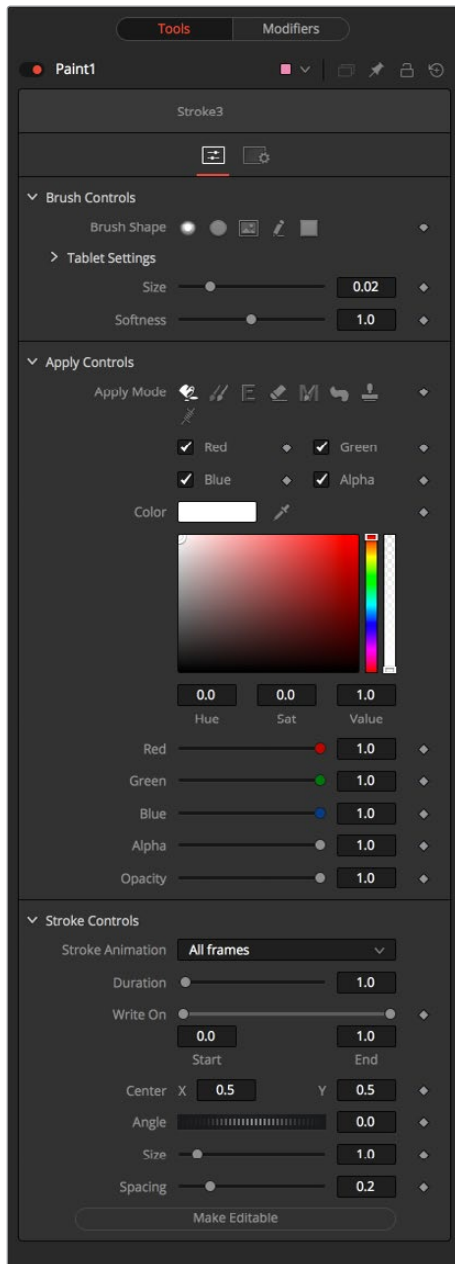 Tools Modifiers
Paint1
Stroke3
Brush Controls
Brush Shape
Tablet Settings
Size 0.02
Softness 1.0
Apply Controls
Apply Mode
Red Green
Blue Alpha
Color
0.0 0.0 1.0
Hue Sat Value
Red 1.0
Green 1.0
Blue 1.0
Alpha 1.0
Opacity 1.0
Stroke Controls
Stroke Animation All frames
Duration 1.0
Write On
0.0 1.0
Start End
Center X 0.5 Y 0.5
Angle 0.0
Size 1.0
Spacing 0.2
Make Editable